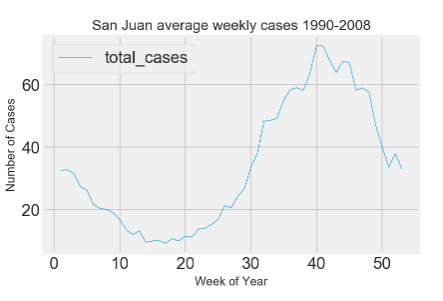 San Juan average weekly cases 1990-2008
total_cases
60
40
20
0 10 20 30 40 50
Number of Cases
Week of Year